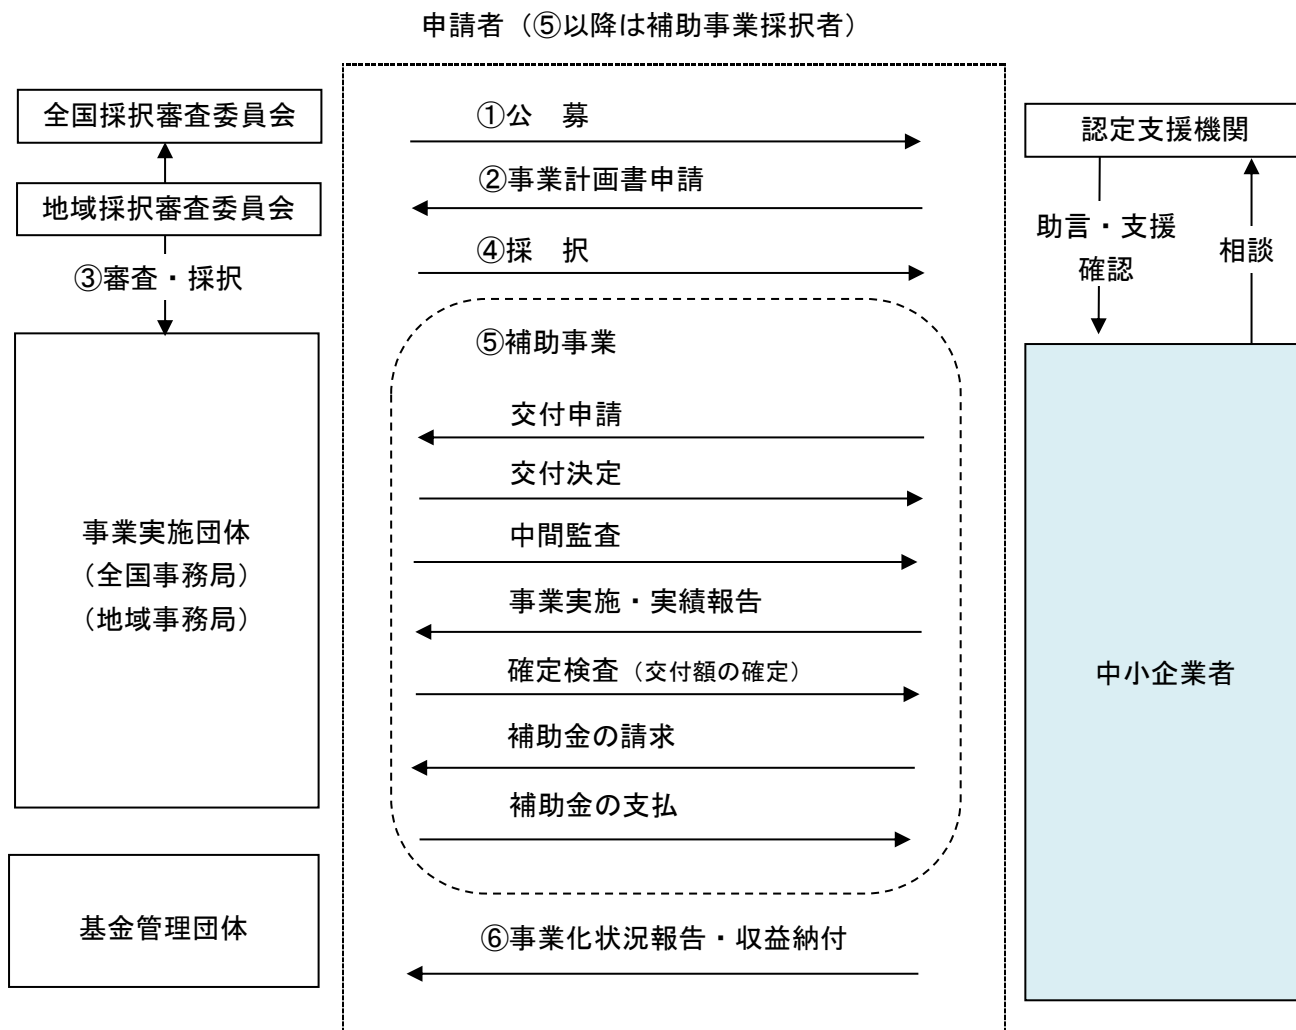 申請者（⑤以降は補助事業採択者）
全国採択審査委員会
地域採択審査委員会
③審査・採択
事業実施団体
（全国事務局）
（地域事務局）
基金管理団体
①公　募
②事業計画書申請
④採　択
⑤補助事業
交付申請
交付決定
中間監査
事業実施・実績報告
確定検査（交付額の確定）
補助金の請求
補助金の支払
⑥事業化状況報告・収益納付
認定支援機関
助言・支援
確認
相談
中小企業者